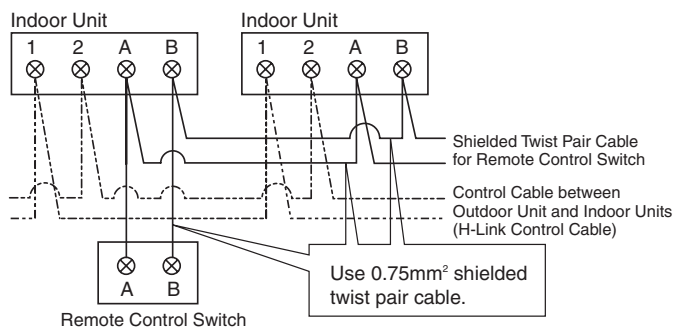 Indoor Unit
Indoor Unit
1 2 A B
1 2 A B
Shielded Twist Pair Cable
for Remote Control Switch
Control Cable between
Outdoor Unit and Indoor Units
(H-Link Control Cable)
Use 0.75mm² shielded
twist pair cable.
A B
Remote Control Switch